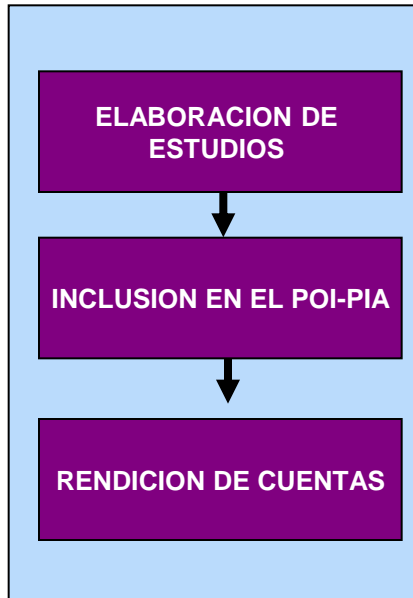 ELABORACION DE
ESTUDIOS
INCLUSION EN EL POI-PIA
RENDICION DE CUENTAS